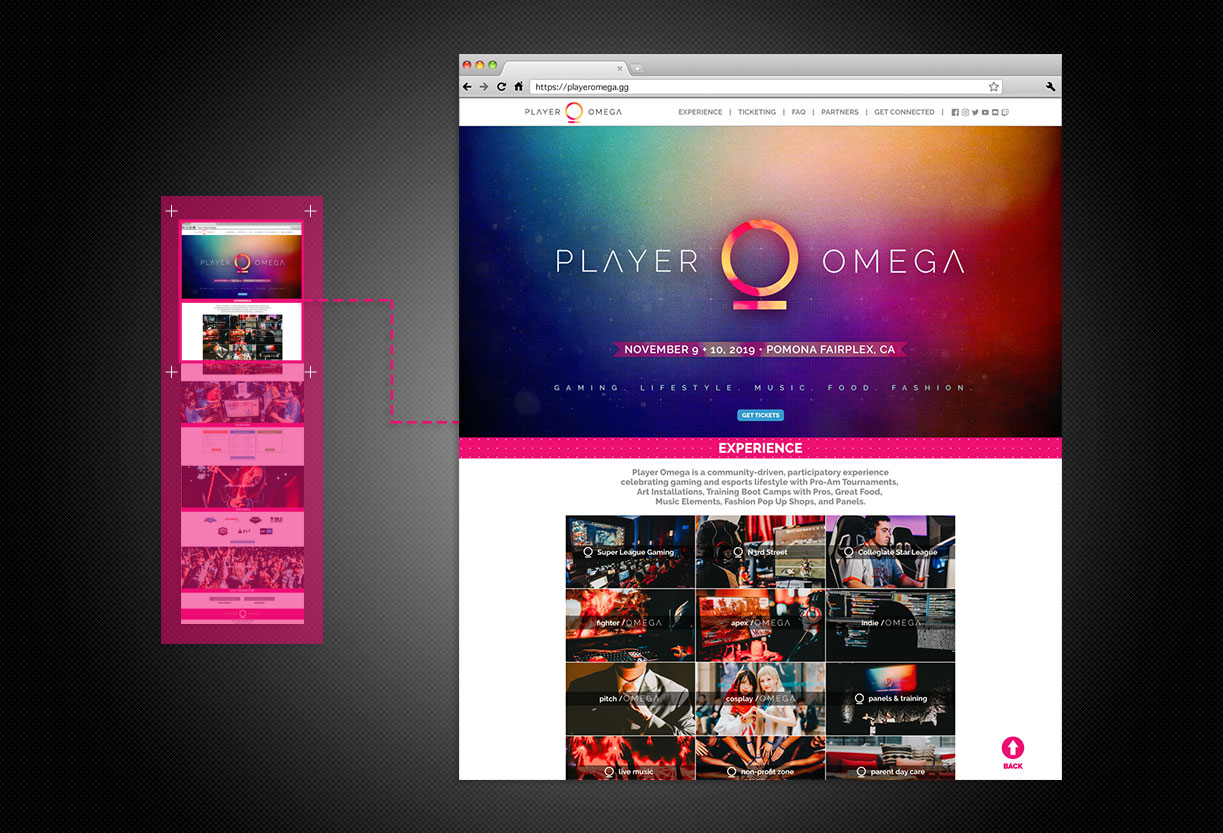 https://playeromega.gg
PLAYER OMEGA
EXPERIENCE | TICKETING | FAQ | PARTNERS | GET CONNECTED |
PLAYER OMEGA
NOVEMBER 9 • 10, 2019 • POMONA FAIRPLEX, CA
GAMING. LIFESTYLE. MUSIC. FOOD. FASHION.
GET TICKETS
EXPERIENCE
Player Omega is a community-driven, participatory experience
celebrating gaming and esports lifestyle with Pro-Am Tournaments,
Art Installations, Training Boot Camps with Pros, Great Food,
Music Elements, Fashion Pop Up Shops, and Panels.
Super League Gaming
N3rd Street
Collegiate Star League
fighter /OMEGA
apex /OMEGA
indie /OMEGA
pitch /OMEGA
cosplay /OMEGA
panels & training
live music
non-profit zone
parent day care
BACK
PLAYER OMEGA
EXPERIENCE